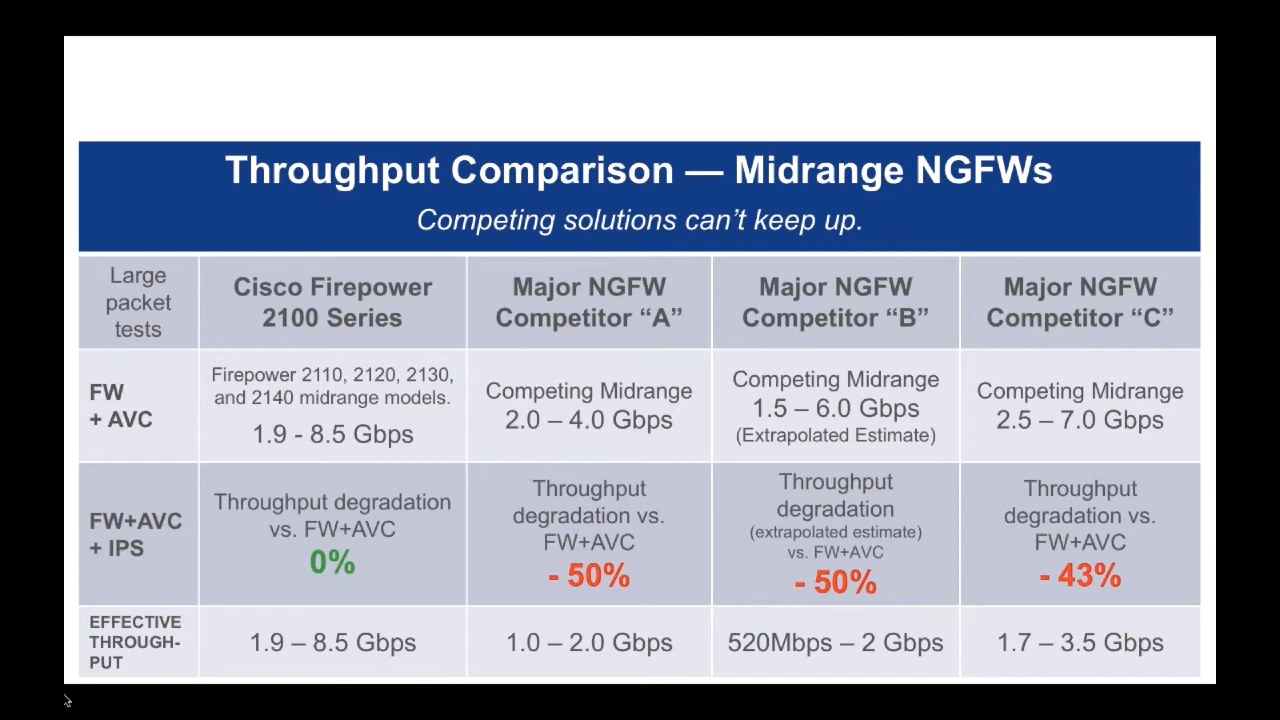 Throughput Comparison — Midrange NGFWs
Competing solutions can’t keep up.
Large
packet
tests
Cisco Firepower
2100 Series
Major NGFW
Competitor “A”
Major NGFW
Competitor “B”
Major NGFW
Competitor “C”
FW
+ AVC
Firepower 2110, 2120, 2130,
and 2140 midrange models.
1.9 - 8.5 Gbps
Competing Midrange
2.0 – 4.0 Gbps
Competing Midrange
1.5 – 6.0 Gbps
(Extrapolated Estimate)
Competing Midrange
2.5 – 7.0 Gbps
FW+AVC
+ IPS
Throughput degradation
vs. FW+AVC
0%
Throughput
degradation vs.
FW+AVC
- 50%
Throughput
degradation
(extrapolated estimate)
vs. FW+AVC
- 50%
Throughput
degradation vs.
FW+AVC
- 43%
EFFECTIVE
THROUGH-
PUT
1.9 – 8.5 Gbps
1.0 – 2.0 Gbps
520Mbps – 2 Gbps
1.7 – 3.5 Gbps